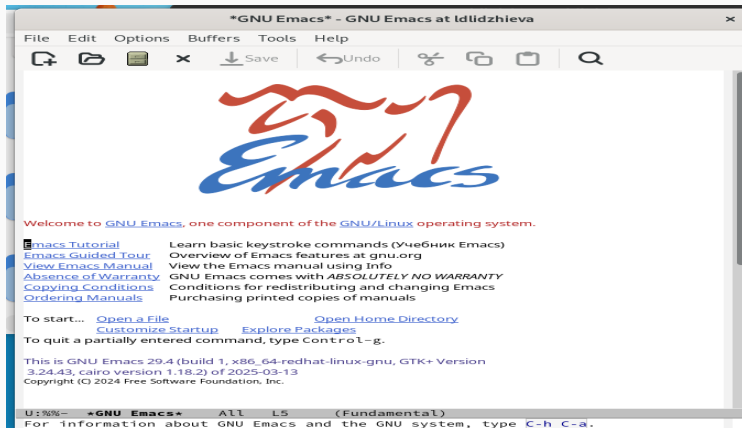 *GNU Emacs* - GNU Emacs at ldlidzhieva
File Edit Options Buffers Tools Help
Save Undo
Emacs
Welcome to GNU Emacs, one component of the GNU/Linux operating system.
Emacs Tutorial Learn basic keystroke commands (Учебник Emacs)
Emacs Guided Tour Overview of Emacs features at gnu.org
View Emacs Manual View the Emacs manual using Info
Absence of Warranty GNU Emacs comes with ABSOLUTELY NO WARRANTY
Copying Conditions Conditions for redistributing and changing Emacs
Ordering Manuals Purchasing printed copies of manuals
To start... Open a File Open Home Directory
Customize Startup Explore Packages
To quit a partially entered command, type Control-g.
This is GNU Emacs 29.4 (build 1, x86_64-redhat-linux-gnu, GTK+ Version
3.24.43, cairo version 1.18.2) of 2025-03-13
Copyright (C) 2024 Free Software Foundation, Inc.
U:%%- *GNU Emacs* All L5 (Fundamental)
For information about GNU Emacs and the GNU system, type C-h C-a.